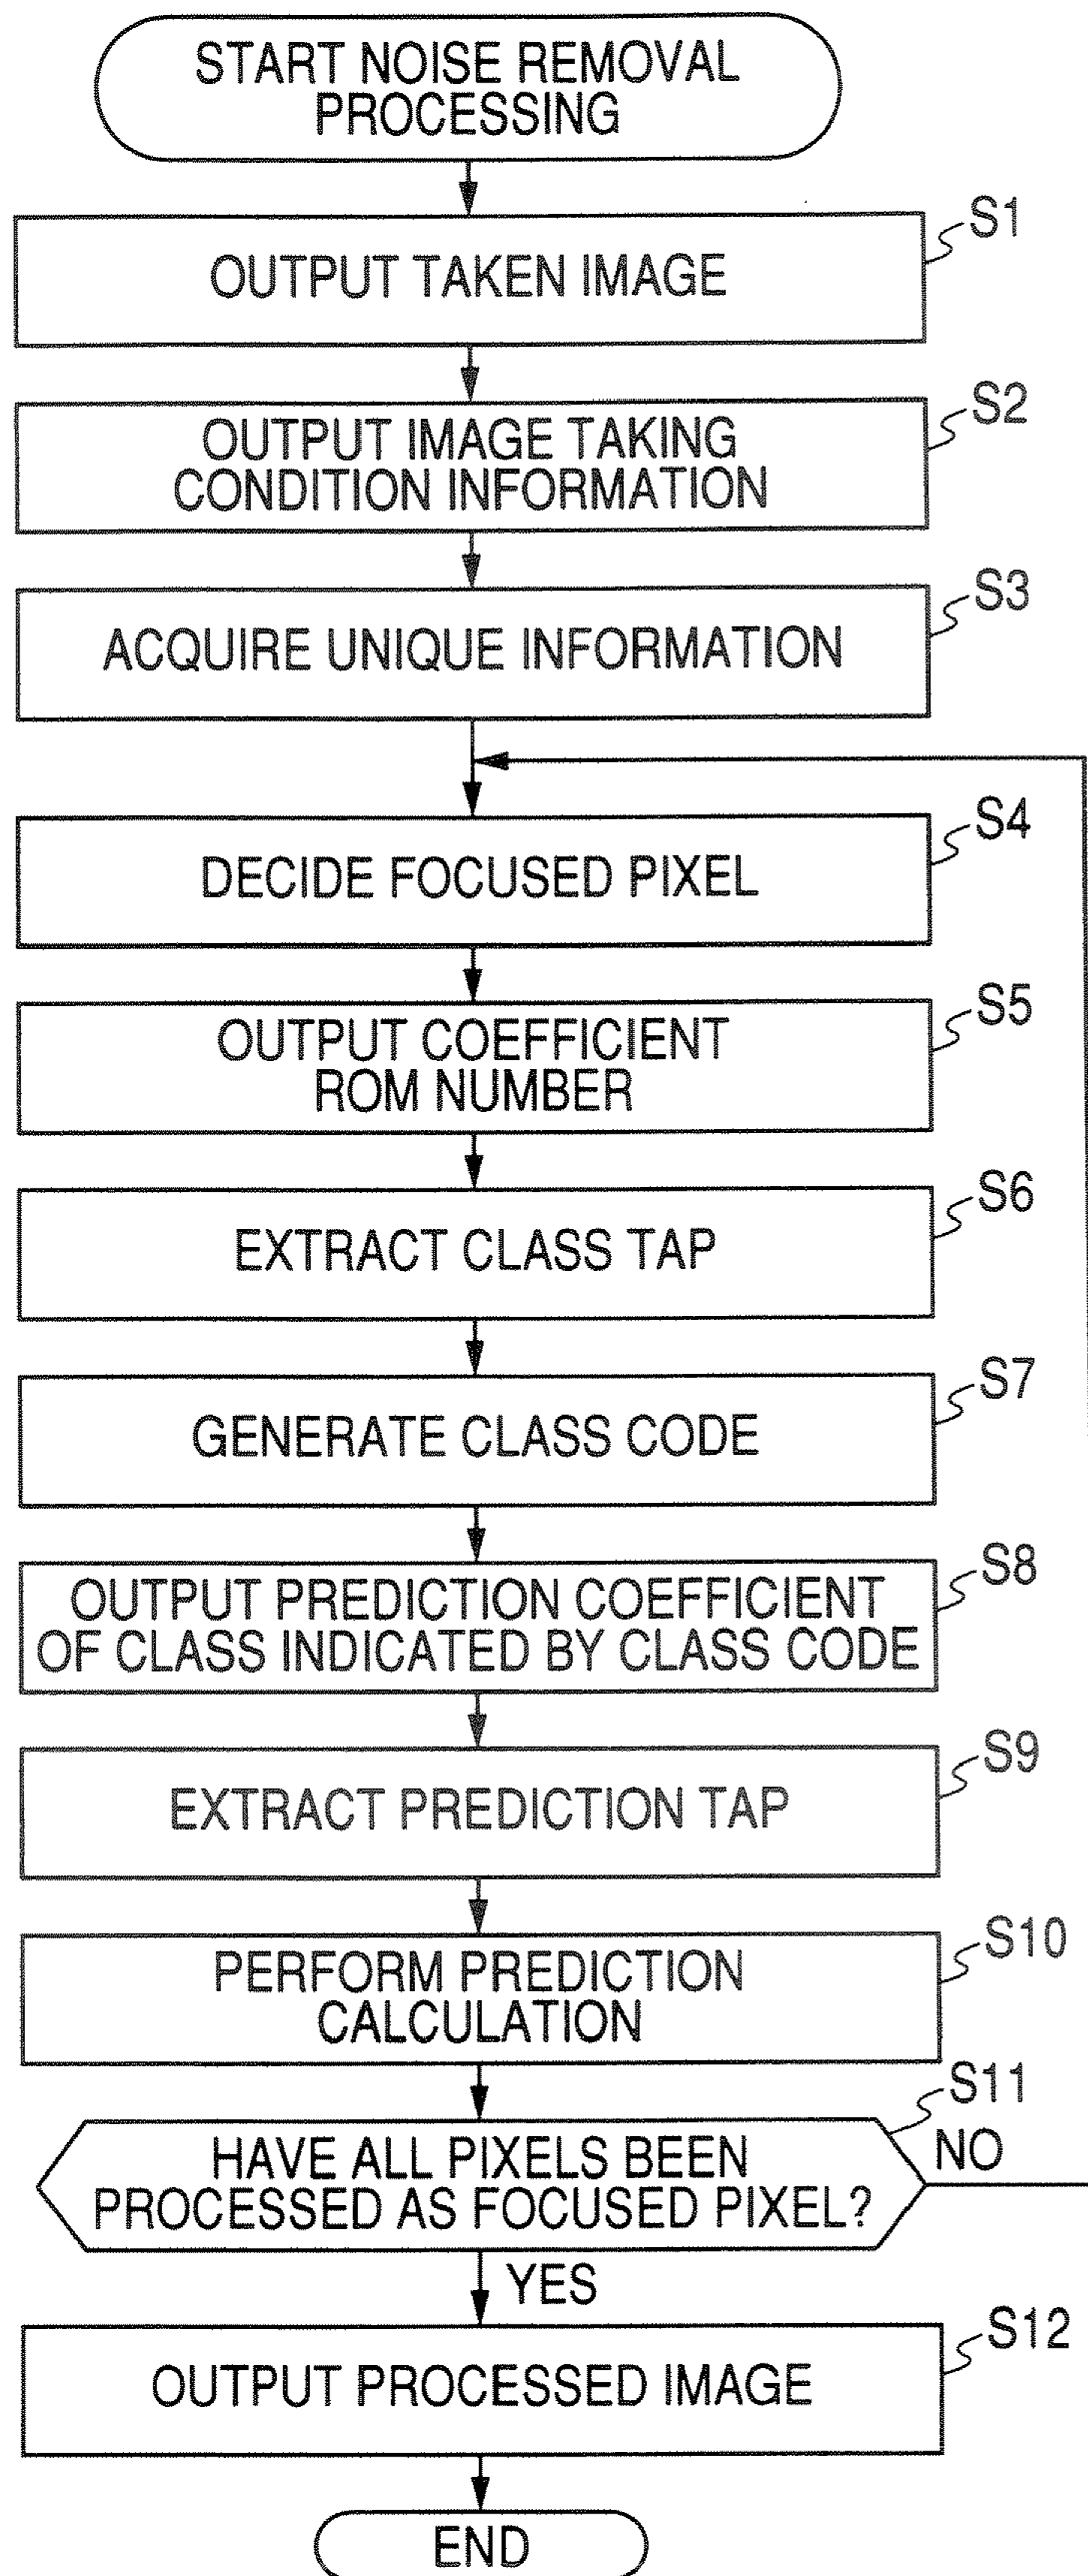 START NOISE REMOVAL
PROCESSING
S1
OUTPUT TAKEN IMAGE
S2
OUTPUT IMAGE TAKING
CONDITION INFORMATION
S3
ACQUIRE UNIQUE INFORMATION
S4
DECIDE FOCUSED PIXEL
S5
OUTPUT COEFFICIENT
ROM NUMBER
S6
EXTRACT CLASS TAP
S7
GENERATE CLASS CODE
S8
OUTPUT PREDICTION COEFFICIENT
OF CLASS INDICATED BY CLASS CODE
S9
EXTRACT PREDICTION TAP
S10
PERFORM PREDICTION
CALCULATION
S11
HAVE ALL PIXELS BEEN
PROCESSED AS FOCUSED PIXEL?
NO
YES
S12
OUTPUT PROCESSED IMAGE
END